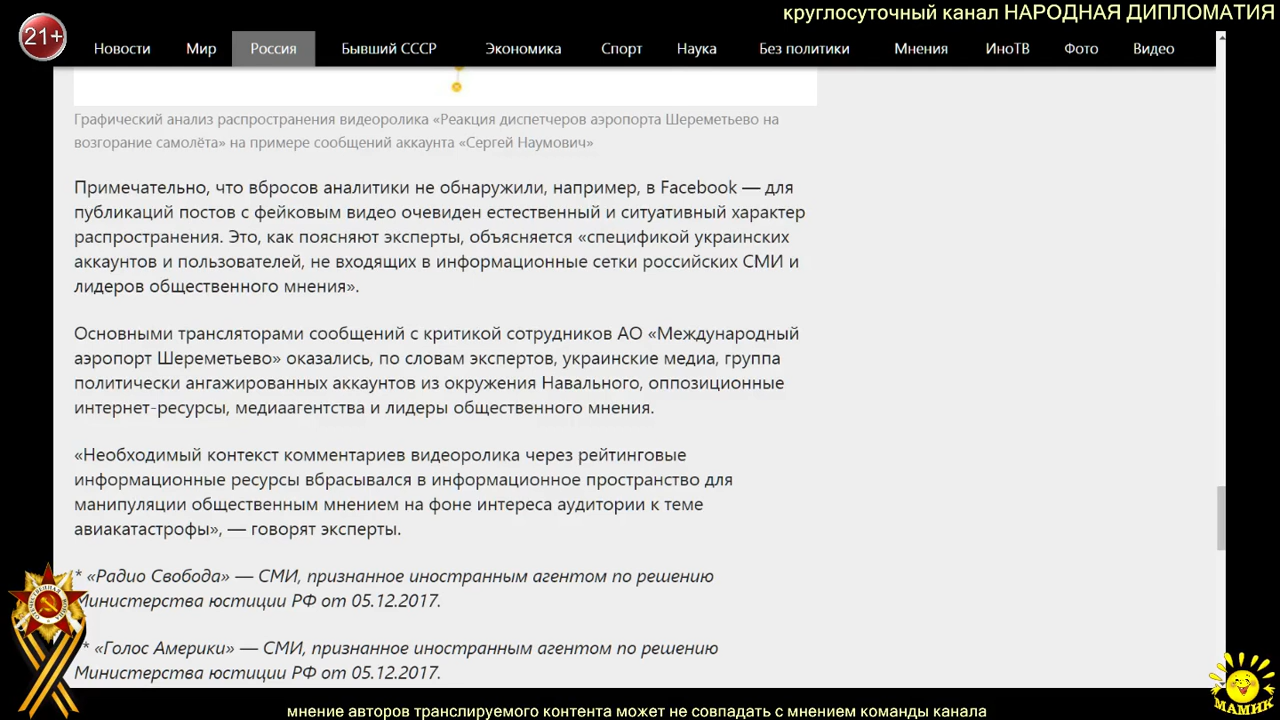 круглосуточный канал НАРОДНАЯ ДИПЛОМАТИЯ
21+
Новости Мир Россия Бывший СССР Экономика Спорт Наука Без политики Мнения ИноТВ Фото Видео
Графический анализ распространения видеоролика «Реакция диспетчеров аэропорта Шереметьево на
возгорание самолёта» на примере сообщений аккаунта «Сергей Наумович»
Примечательно, что вбросов аналитики не обнаружили, например, в Facebook — для
публикаций постов с фейковым видео очевиден естественный и ситуативный характер
распространения. Это, как поясняют эксперты, объясняется «спецификой украинских
аккаунтов и пользователей, не входящих в информационные сетки российских СМИ и
лидеров общественного мнения».
Основными трансляторами сообщений с критикой сотрудников АО «Международный
аэропорт Шереметьево» оказались, по словам экспертов, украинские медиа, группа
политически ангажированных аккаунтов из окружения Навального, оппозиционные
интернет-ресурсы, медиаагентства и лидеры общественного мнения.
«Необходимый контекст комментариев видеоролика через рейтинговые
информационные ресурсы вбрасывался в информационное пространство для
манипуляции общественным мнением на фоне интереса аудитории к теме
авиакатастрофы», — говорят эксперты.
* «Радио Свобода» — СМИ, признанное иностранным агентом по решению
Министерства юстиции РФ от 05.12.2017.
* «Голос Америки» — СМИ, признанное иностранным агентом по решению
Министерства юстиции РФ от 05.12.2017.
МАМИК
мнение авторов транслируемого контента может не совпадать с мнением команды канала